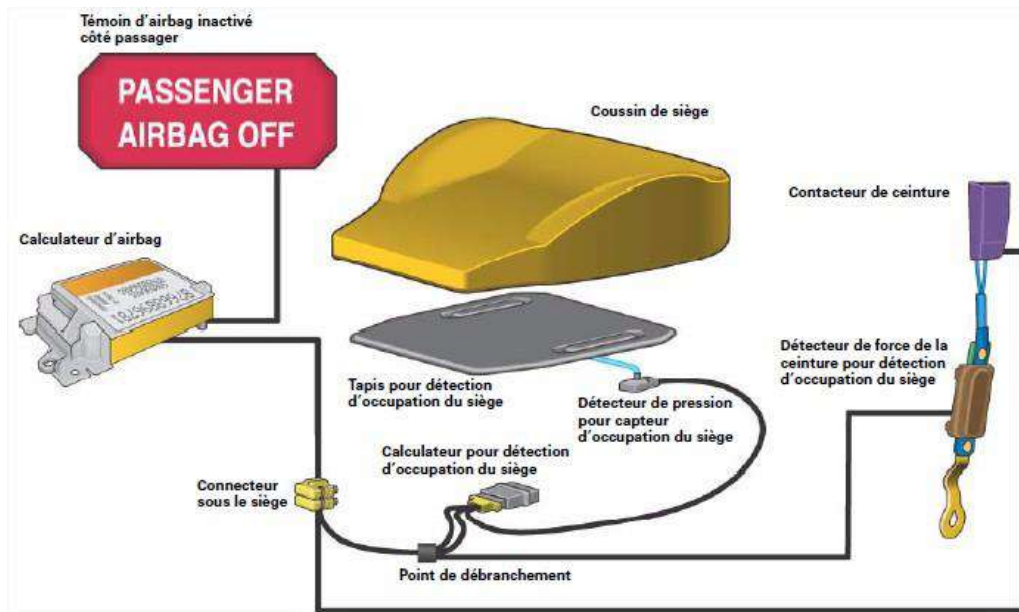 Témoin d'airbag inactivé
côté passager
PASSENGER
AIRBAG OFF
Coussin de siège
Contacteur de ceinture
Calculateur d'airbag
Détecteur de force de la
ceinture pour détection
d'occupation du siège
Tapis pour détection
d'occupation du siège
Détecteur de pression
pour capteur
d'occupation du siège
Calculateur pour détection
d'occupation du siège
Connecteur
sous le siège
Point de débranchement